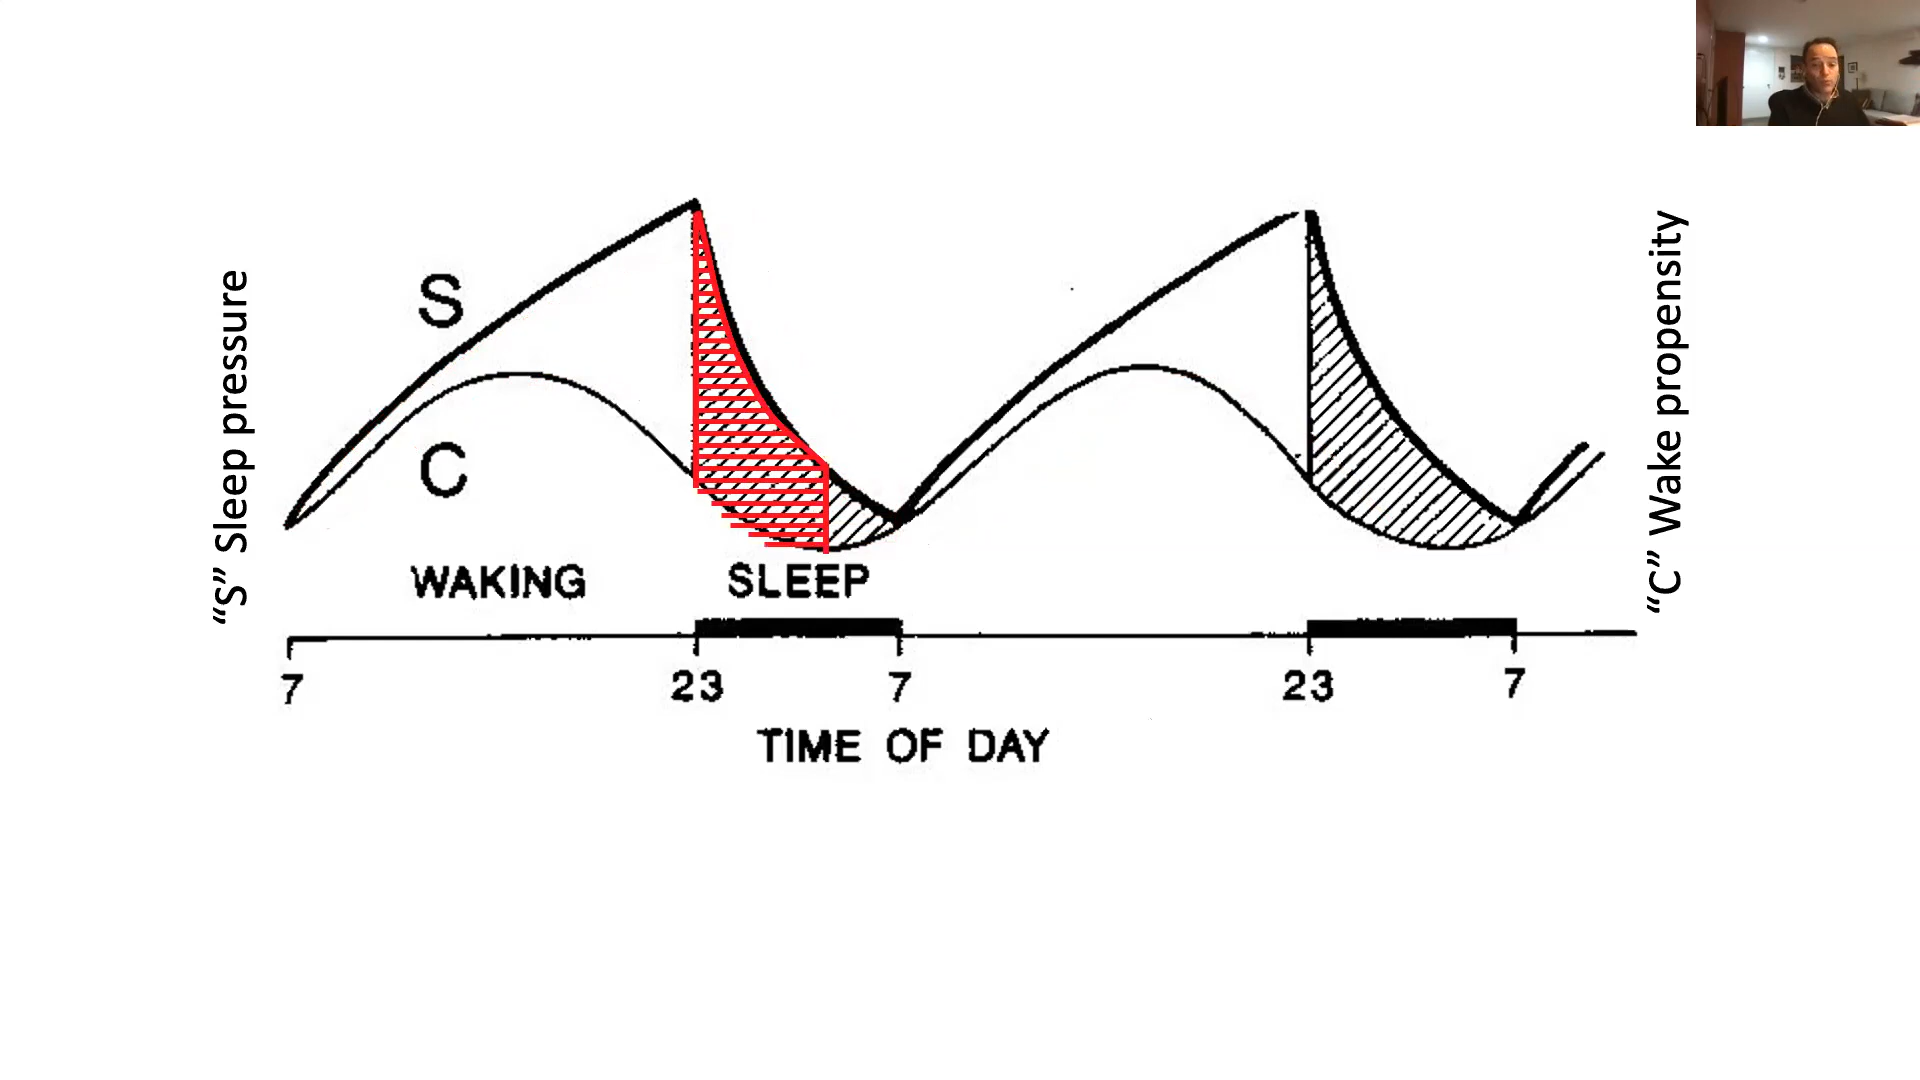 “S” Sleep pressure
S
C
“C” Wake propensity
WAKING
SLEEP
7
23
7
23
7
TIME OF DAY